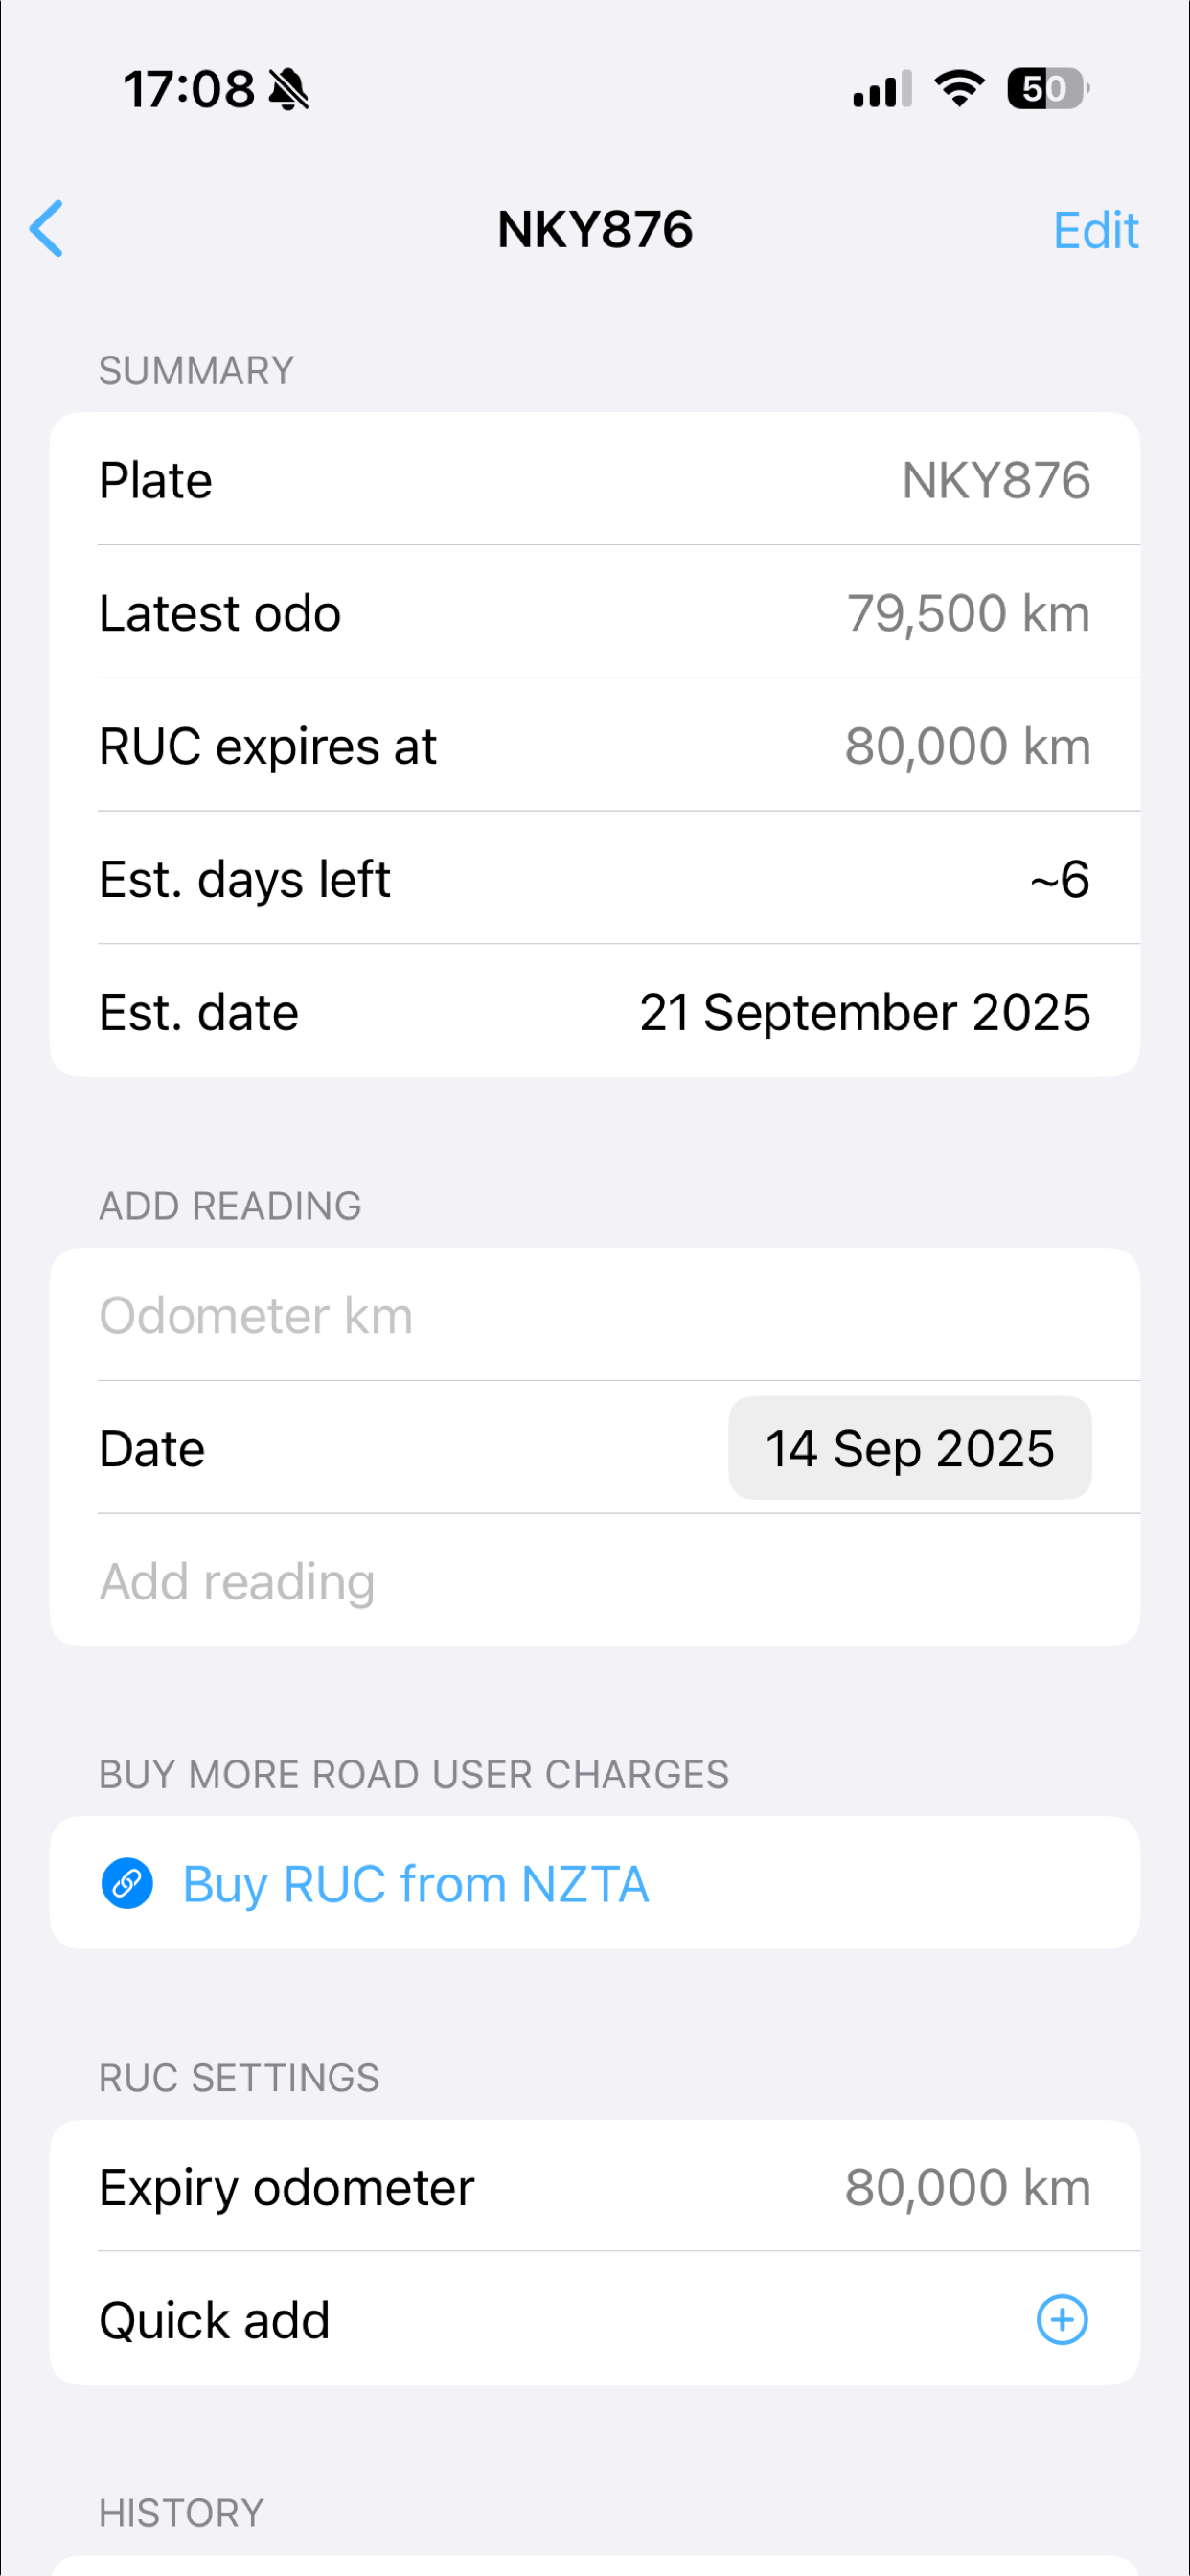 17:08
50
NKY876
Edit
SUMMARY
Plate NKY876
Latest odo 79,500 km
RUC expires at 80,000 km
Est. days left ~6
Est. date 21 September 2025
ADD READING
Odometer km
Date 14 Sep 2025
Add reading
BUY MORE ROAD USER CHARGES
Buy RUC from NZTA
RUC SETTINGS
Expiry odometer 80,000 km
Quick add
HISTORY